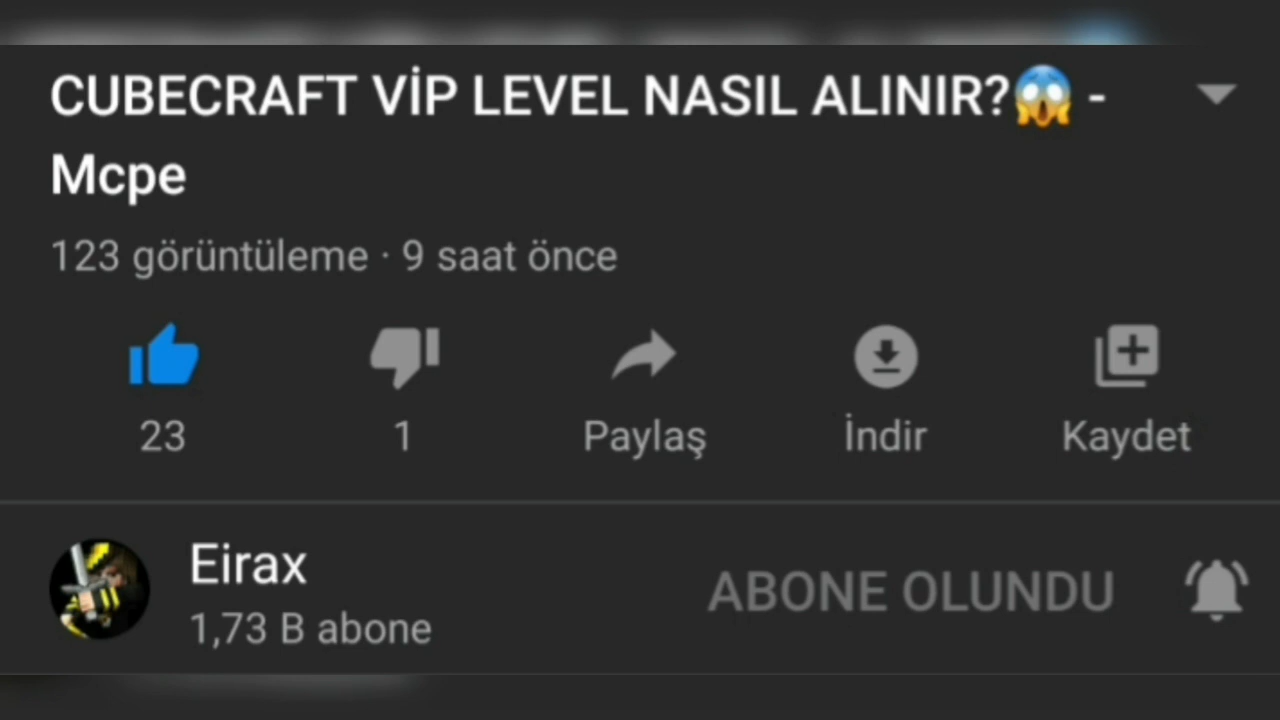 CUBECRAFT VİP LEVEL NASIL ALINIR?😱 -
Mcpe
123 görüntüleme · 9 saat önce
23
1
Paylaş
İndir
Kaydet
Eirax
1,73 B abone
ABONE OLUNDU